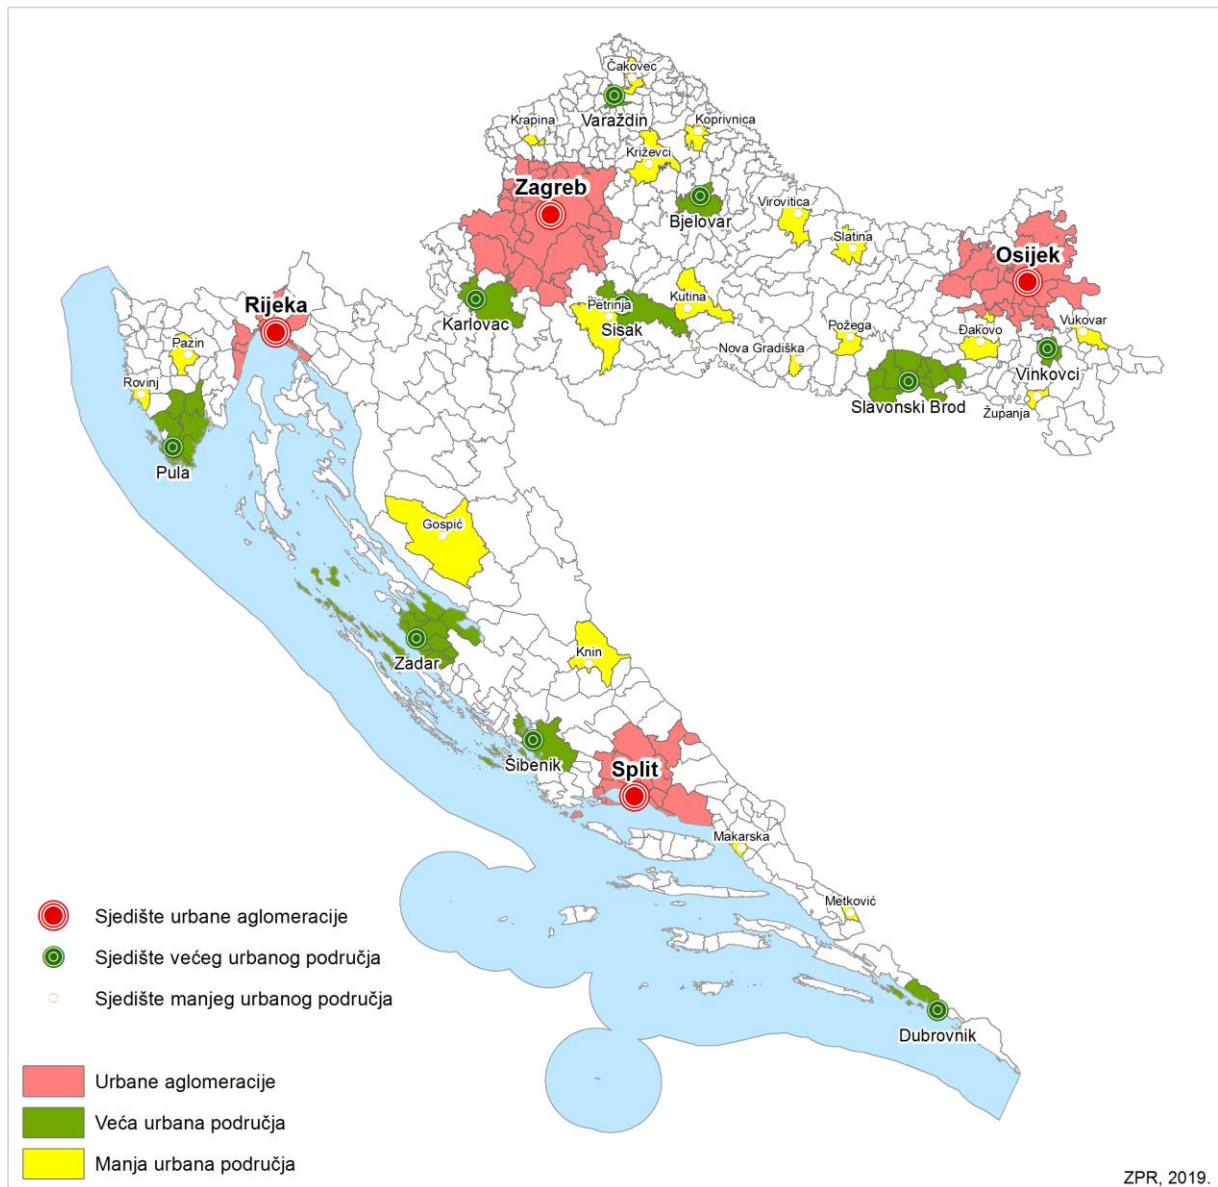 Čakovec
Varaždin
Krapina
Koprivnica
Križevci
Zagreb
Bjelovar
Virovitica
Slatina
Osijek
Rijeka
Karlovac
Petrinja
Sisak
Kutina
Požega
Đakovo
Vukovar
Pazin
Nova Gradiška
Vinkovci
Rovinj
Slavonski Brod
Županja
Pula
Gospić
Zadar
Knin
Šibenik
Split
Makarska
Metković
Dubrovnik
Sjedište urbane aglomeracije
Sjedište većeg urbanog područja
Sjedište manjeg urbanog područja
Urbane aglomeracije
Veća urbana područja
Manja urbana područja
ZPR, 2019.